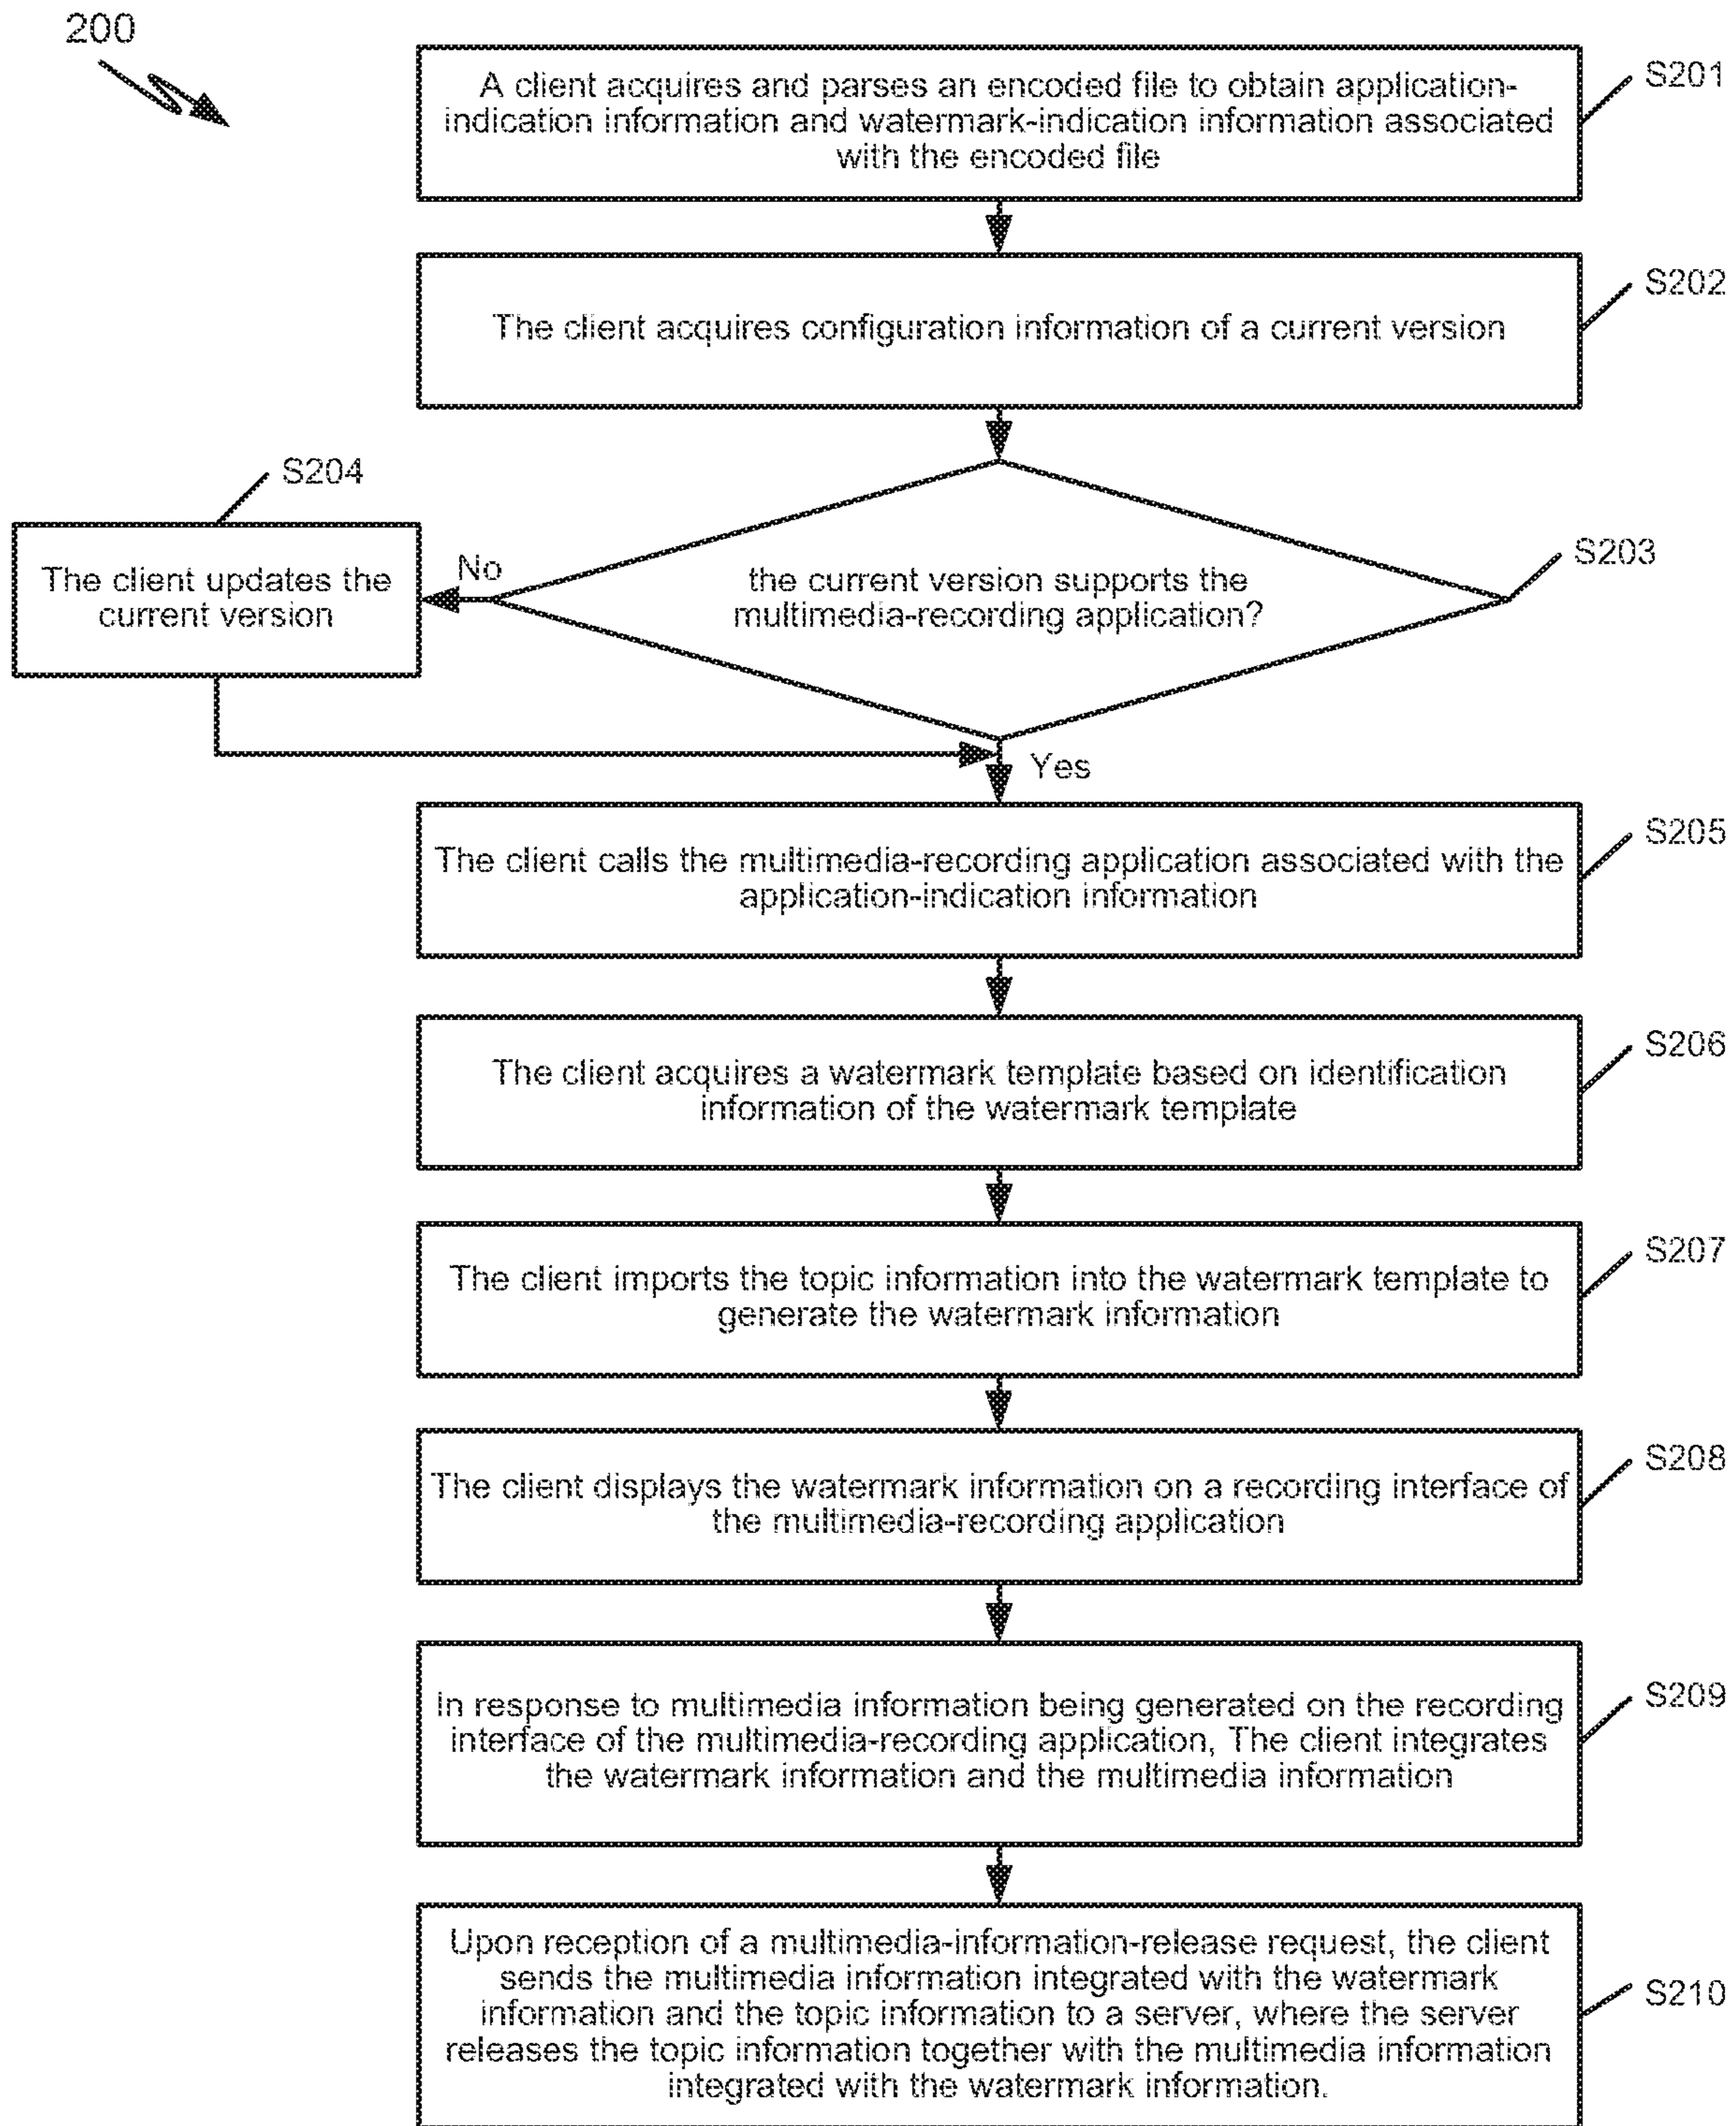 200
A client acquires and parses an encoded file to obtain application-
indication information and watermark-indication information associated
with the encoded file
S201
The client acquires configuration information of a current version
S202
S204
The client updates the
current version
No
the current version supports the
multimedia-recording application?
S203
Yes
The client calls the multimedia-recording application associated with the
application-indication information
S205
The client acquires a watermark template based on identification
information of the watermark template
S206
The client imports the topic information into the watermark template to
generate the watermark information
S207
The client displays the watermark information on a recording interface of
the multimedia-recording application
S208
In response to multimedia information being generated on the recording
interface of the multimedia-recording application, The client integrates
the watermark information and the multimedia information
S209
Upon reception of a multimedia-information-release request, the client
sends the multimedia information integrated with the watermark
information and the topic information to a server, where the server
releases the topic information together with the multimedia information
integrated with the watermark information.
S210